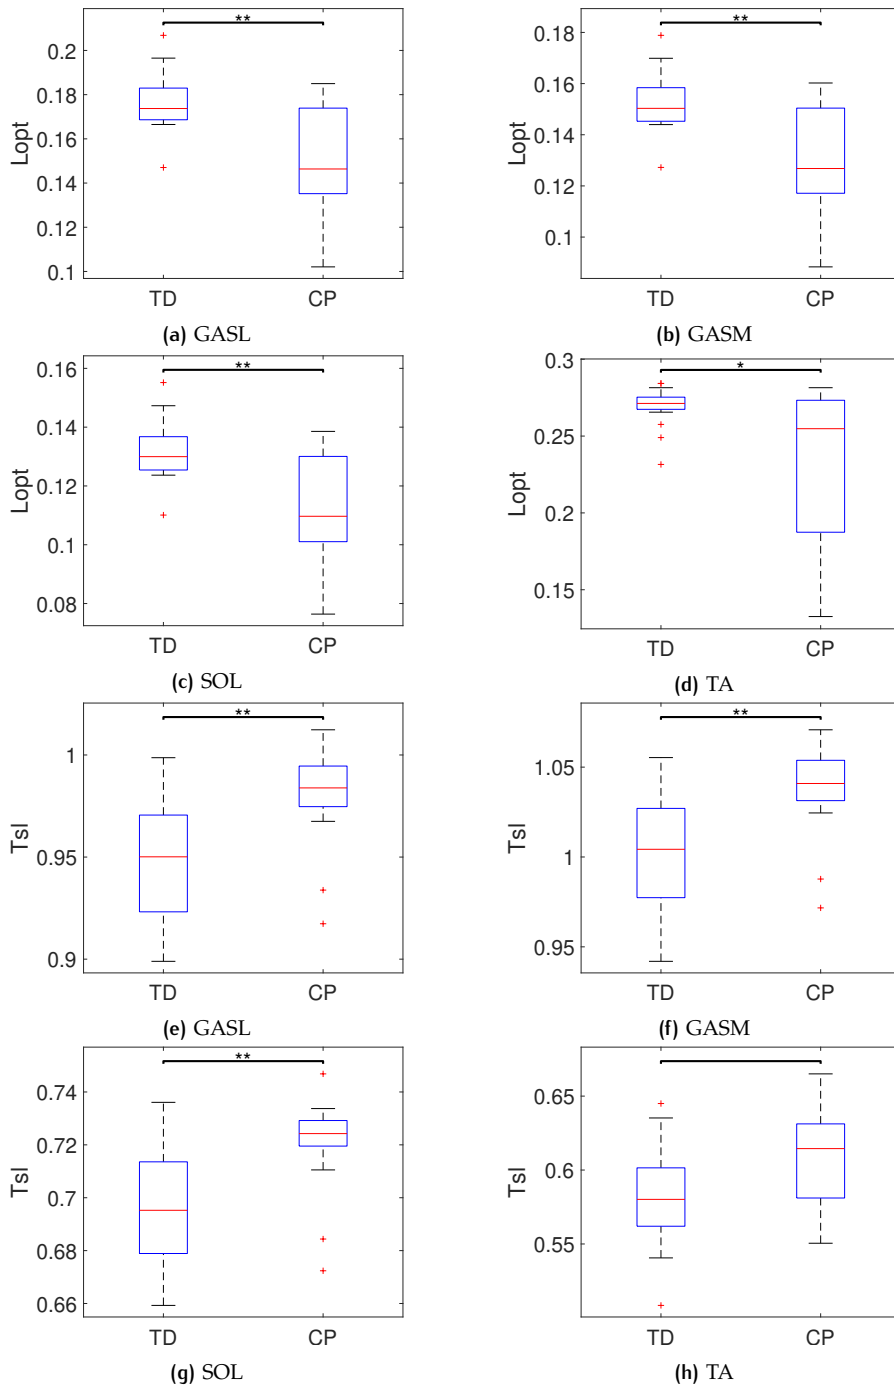 **
0.2
0.18
0.16
0.14
0.12
0.1
Lopt
TD CP
(a) GASL
**
0.18
0.16
0.14
0.12
0.1
Lopt
TD CP
(b) GASM
**
0.16
0.14
0.12
0.1
0.08
Lopt
TD CP
(c) SOL
*
0.3
0.25
0.2
0.15
Lopt
TD CP
(d) TA
**
1
0.95
0.9
Tsl
TD CP
(e) GASL
**
1.05
1
0.95
Tsl
TD CP
(f) GASM
**
0.74
0.72
0.7
0.68
0.66
Tsl
TD CP
(g) SOL
0.65
0.6
0.55
Tsl
TD CP
(h) TA